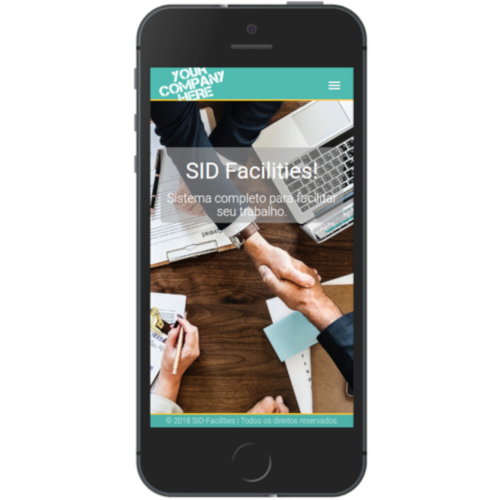 YOUR
COMPANY
HERE
SID Facilities!
Sistema completo para facilitar
seu trabalho.
© 2018 SID-Facilities | Todos os direitos reservados.